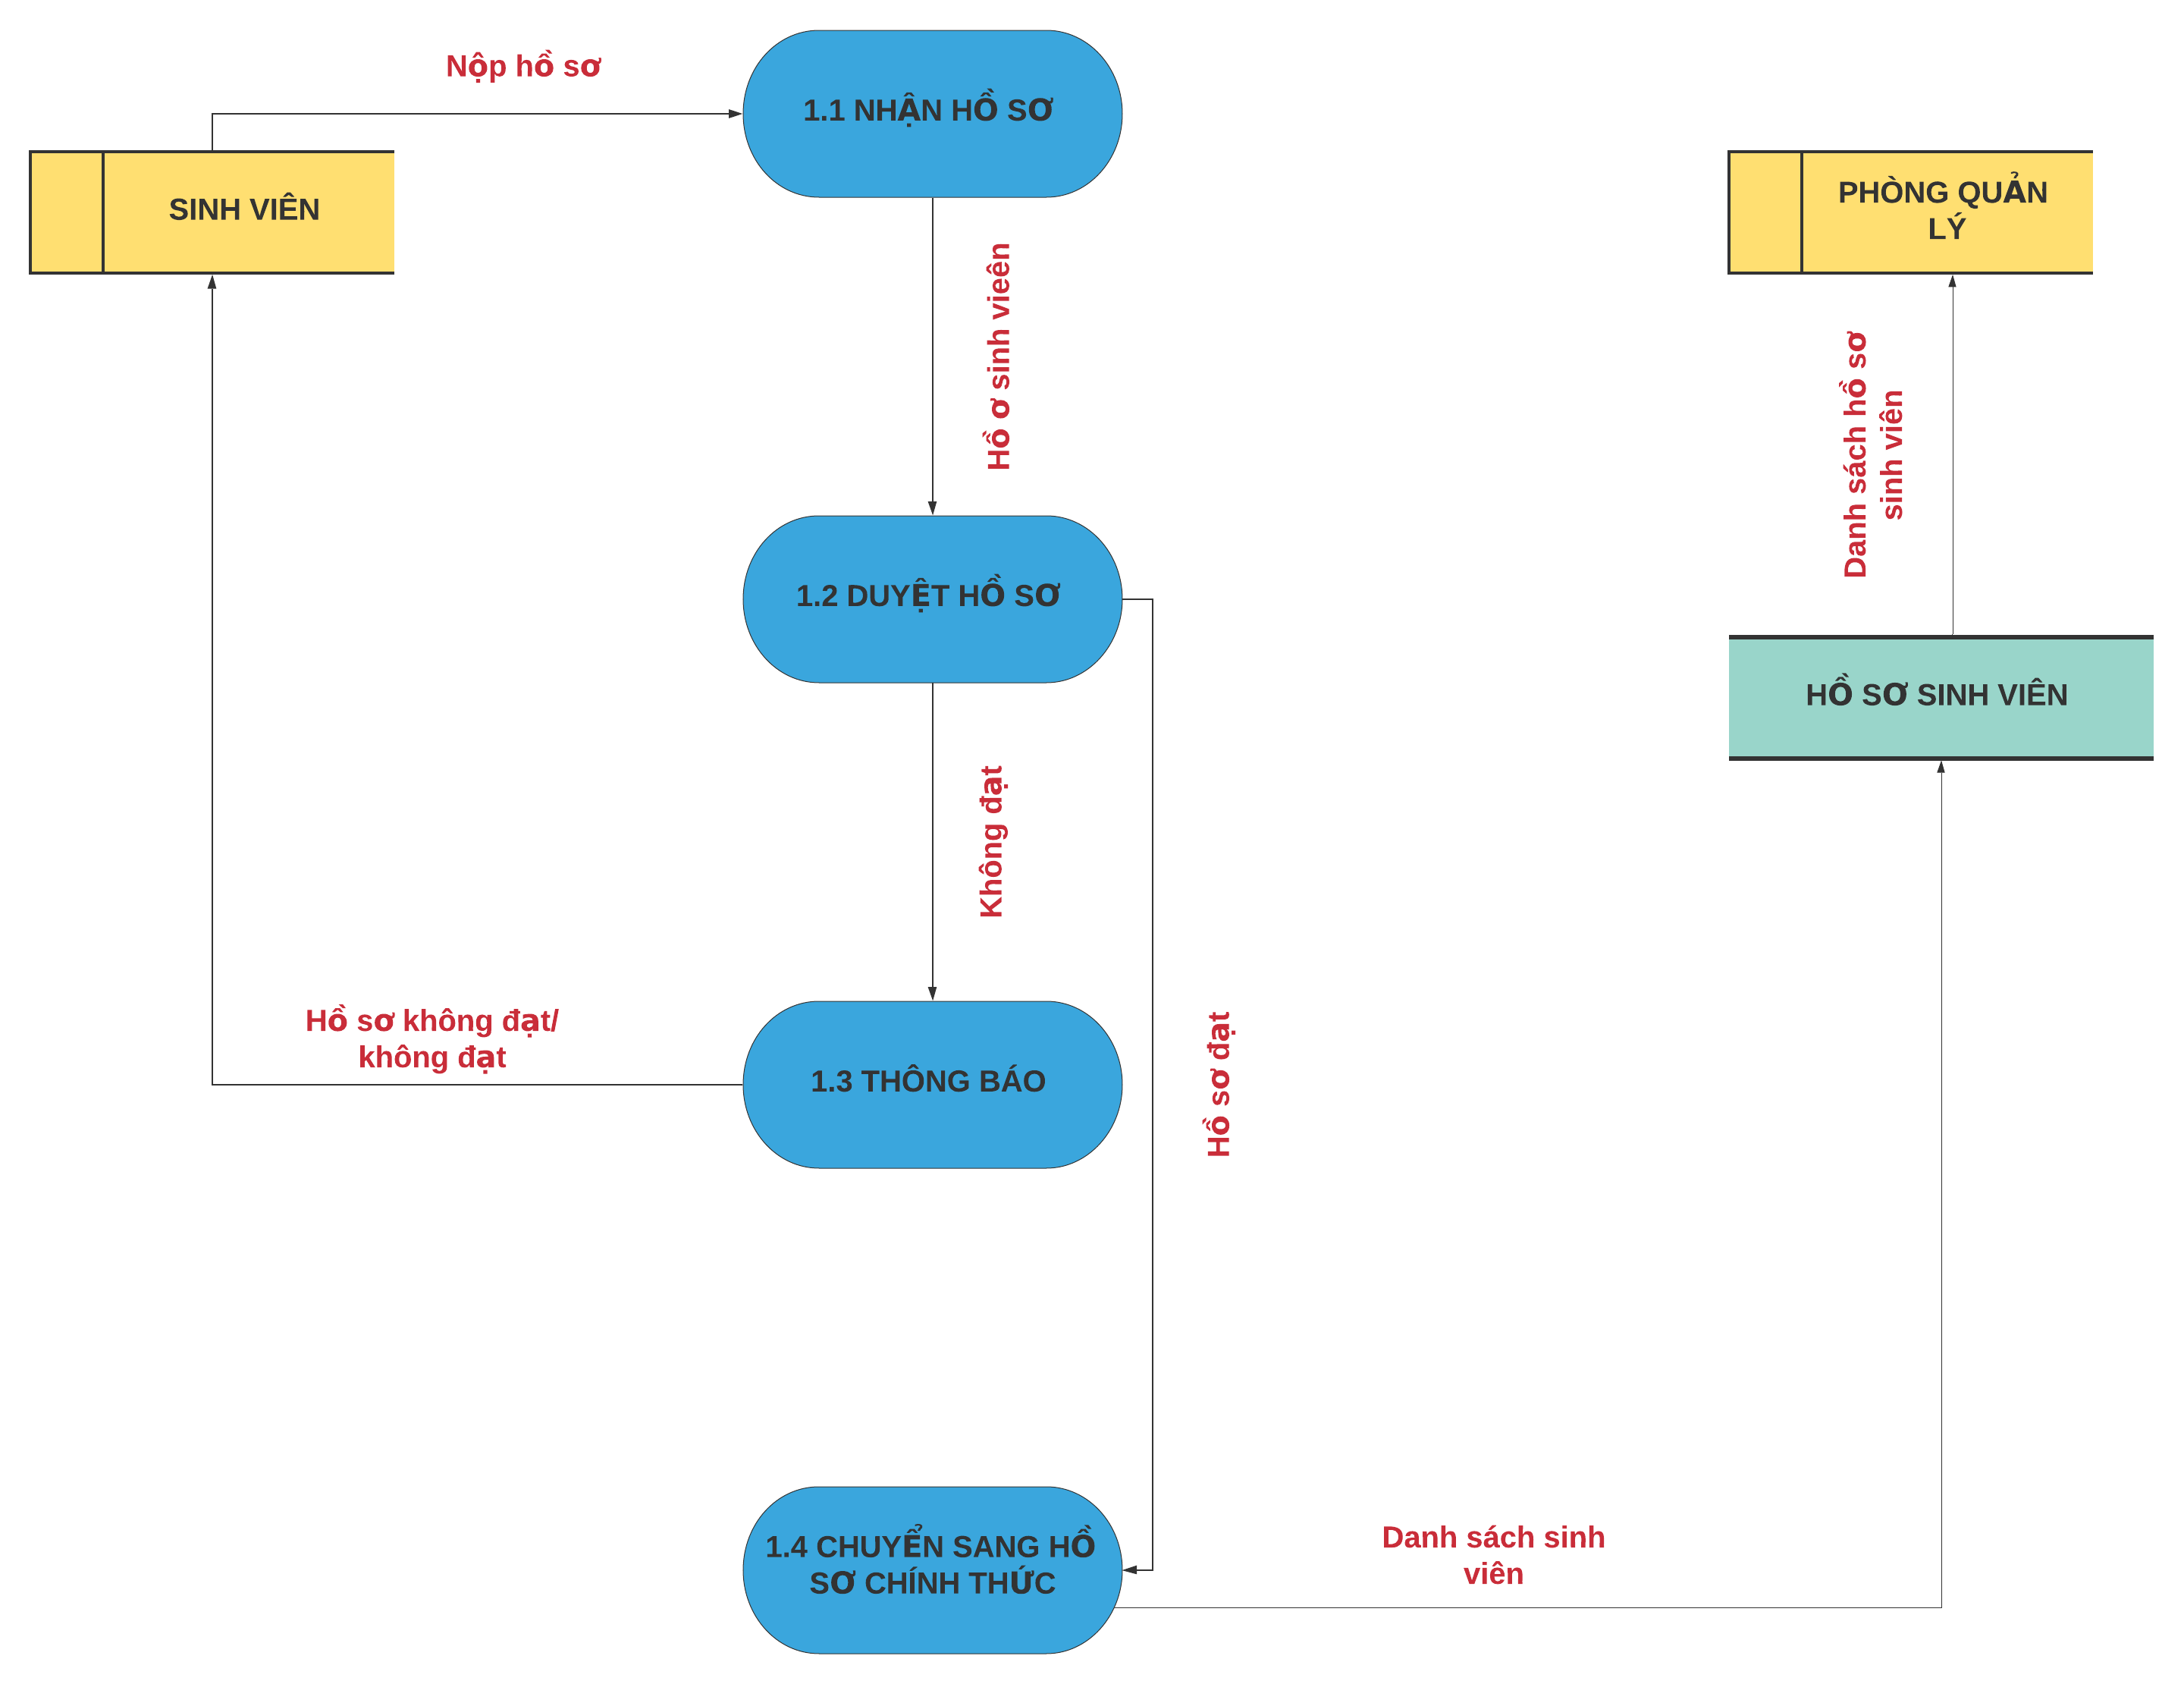 Nộp hồ sơ
1.1 NHẬN HỒ SƠ
SINH VIÊN
PHÒNG QUẢN
LÝ
Hồ ơ sinh vieên
Danh sách hồ sơ
sinh viên
1.2 DUYỆT HỒ SƠ
HỒ SƠ SINH VIÊN
Không đạt
Hồ sơ không đạt/
không đạt
1.3 THÔNG BÁO
Hồ sơ đạt
1.4 CHUYỂN SANG HỒ
SƠ CHÍNH THỨC
Danh sách sinh
viên